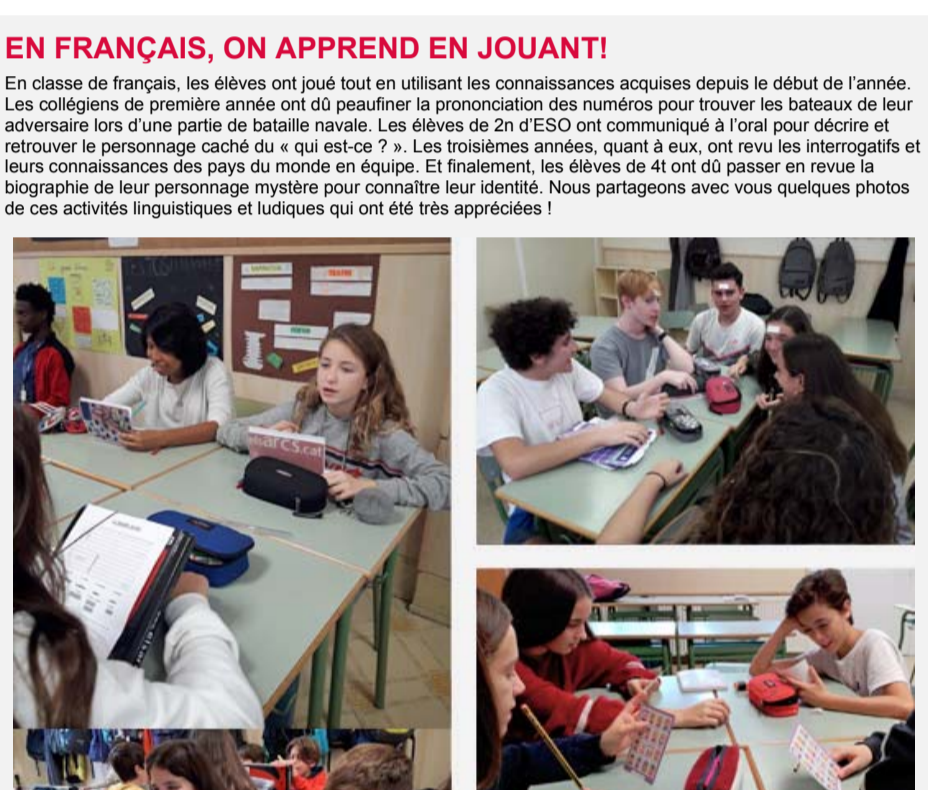 EN FRANÇAIS, ON APPREND EN JOUANT!
En classe de français, les élèves ont joué tout en utilisant les connaissances acquises depuis le début de l'année.
Les collégiens de première année ont dû peaufiner la prononciation des numéros pour trouver les bateaux de leur
adversaire lors d'une partie de bataille navale. Les élèves de 2n d'ESO ont communiqué à l'oral pour décrire et
retrouver le personnage caché du « qui est-ce ? ». Les troisièmes années, quant à eux, ont revu les interrogatifs et
leurs connaissances des pays du monde en équipe. Et finalement, les élèves de 4t ont dû passer en revue la
biographie de leur personnage mystère pour connaître leur identité. Nous partageons avec vous quelques photos
de ces activités linguistiques et ludiques qui ont été très appréciées !